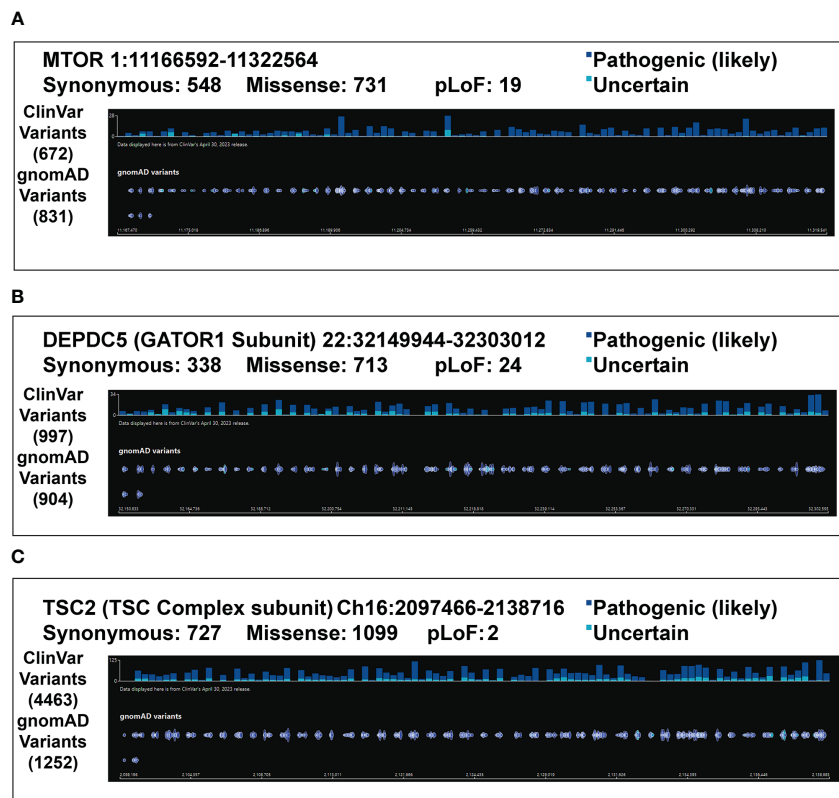 A
MTOR 1:11166592-11322564
Pathogenic (likely)
Synonymous: 548 Missense: 731 pLoF: 19
Uncertain
ClinVar
Variants
(672)
gnomAD
Variants
(831)
Data displayed here is from ClinVar's April 30, 2023 release.
gnomAD variants
B
DEPDC5 (GATOR1 Subunit) 22:32149944-32303012
Pathogenic (likely)
Synonymous: 338 Missense: 713 pLoF: 24
Uncertain
ClinVar
Variants
(997)
gnomAD
Variants
(904)
34
0
Data displayed here is from ClinVar's April 30, 2023 release.
gnomAD variants
C
TSC2 (TSC Complex subunit) Ch16:2097466-2138716
Pathogenic (likely)
Synonymous: 727 Missense: 1099 pLoF: 2
Uncertain
ClinVar
Variants
(4463)
gnomAD
Variants
(1252)
125
0
Data displayed here is from ClinVar's April 30, 2023 release.
gnomAD variants